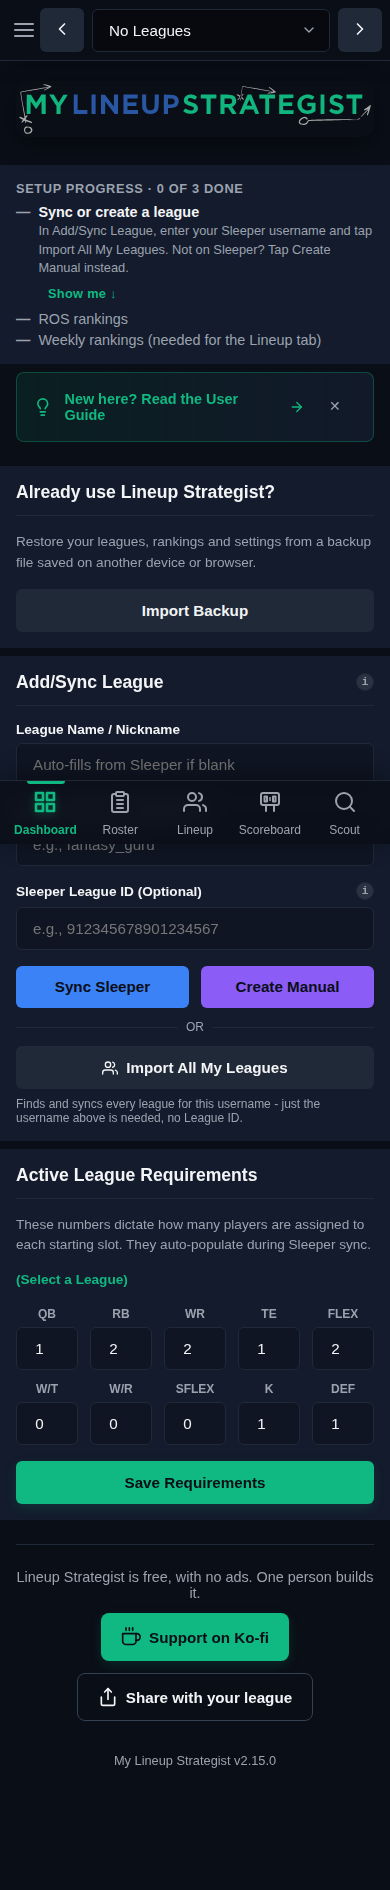 No Leagues
MY LINEUP STRATEGIST
SETUP PROGRESS · 0 OF 3 DONE
— Sync or create a league
In Add/Sync League, enter your Sleeper username and tap
Import All My Leagues. Not on Sleeper? Tap Create
Manual instead.
Show me ↓
— ROS rankings
— Weekly rankings (needed for the Lineup tab)
New here? Read the User
Guide
Already use Lineup Strategist?
Restore your leagues, rankings and settings from a backup
file saved on another device or browser.
Import Backup
Add/Sync League
League Name / Nickname
Auto-fills from Sleeper if blank
Dashboard Roster Lineup Scoreboard Scout
e.g., fantasy_guru
Sleeper League ID (Optional)
e.g., 912345678901234567
Sync Sleeper Create Manual
OR
Import All My Leagues
Finds and syncs every league for this username - just the
username above is needed, no League ID.
Active League Requirements
These numbers dictate how many players are assigned to
each starting slot. They auto-populate during Sleeper sync.
(Select a League)
QB RB WR TE FLEX
1 2 2 1 2
W/T W/R SFLEX K DEF
0 0 0 1 1
Save Requirements
Lineup Strategist is free, with no ads. One person builds
it.
Support on Ko-fi
Share with your league
My Lineup Strategist v2.15.0